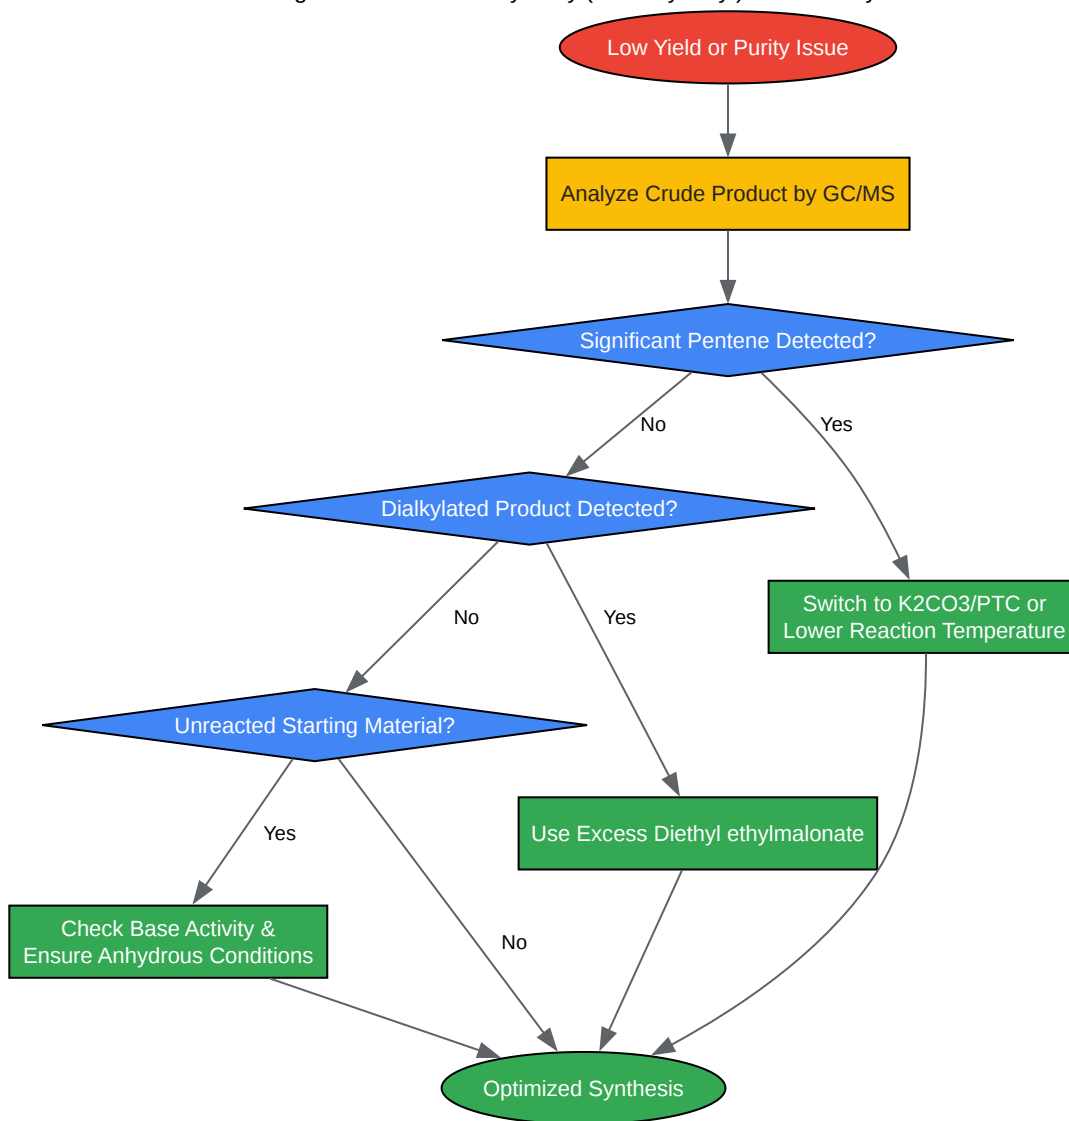 Low Yield or Purity Issue
Analyze Crude Product by GC/MS
Significant Pentene Detected?
No
Yes
Dialkylated Product Detected?
Switch to K2CO3/PTC or
Lower Reaction Temperature
No
Yes
Unreacted Starting Material?
Use Excess Diethyl ethylmalonate
Yes
Check Base Activity &
Ensure Anhydrous Conditions
No
Optimized Synthesis